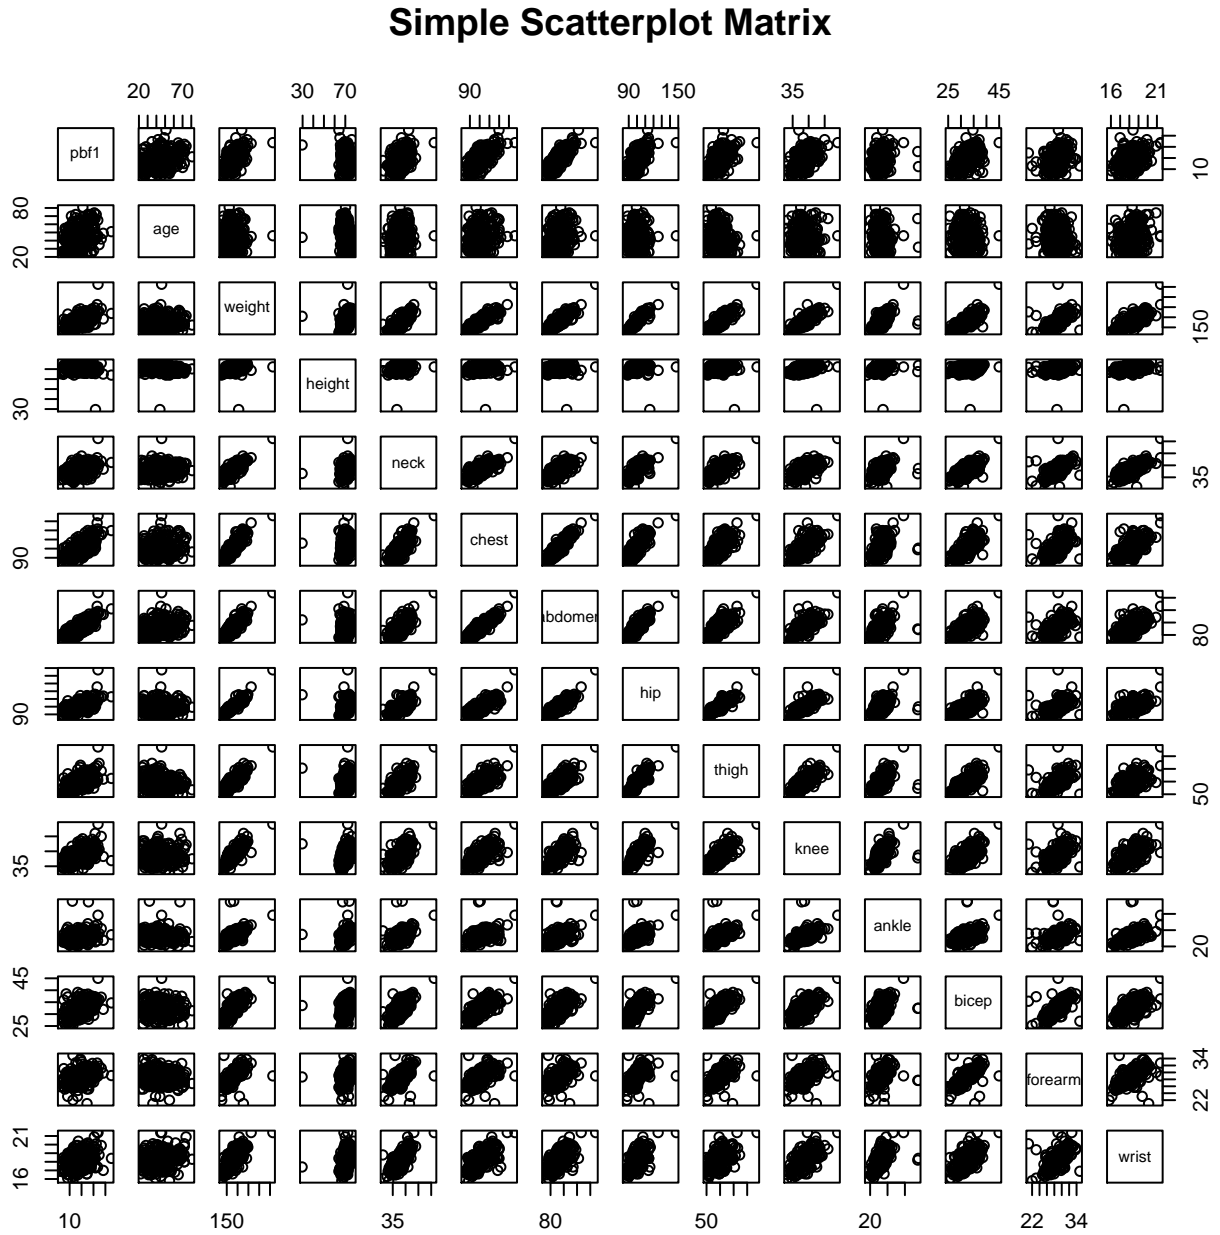 Simple Scatterplot Matrix
20 70 30 70 90 90 150 35 25 45 16 21
pbf1 10
20 80 age
weight 150
30 height
neck 35
90 chest
abdomen 80
90 hip
thigh 50
35 knee
ankle 20
25 45 bicep
forearm 22 34
16 21 wrist
10 150 35 80 50 20 22 34